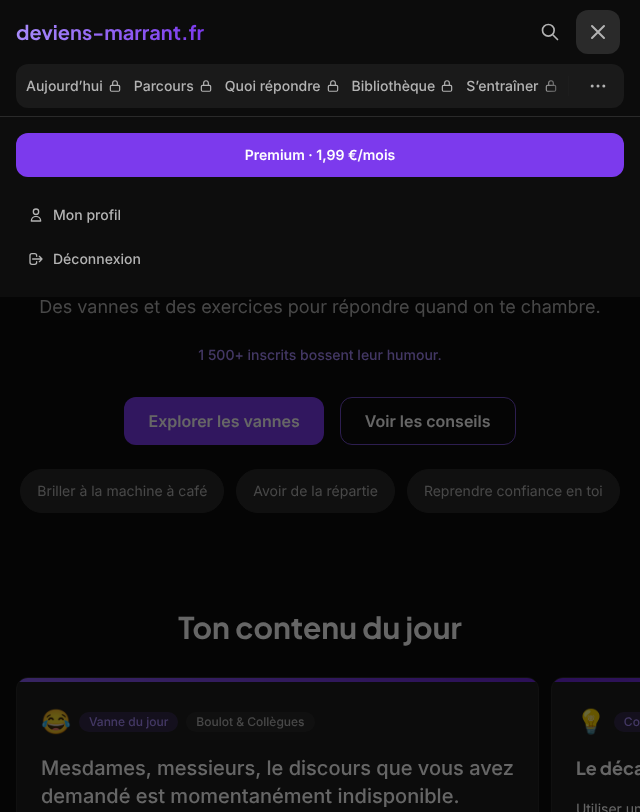 deviens-marrant.fr
Aujourd’hui Parcours Quoi répondre Bibliothèque S’entraîner
Premium · 1,99 €/mois
Mon profil
Déconnexion
Des vannes et des exercices pour répondre quand on te chambre.
1 500+ inscrits bossent leur humour.
Explorer les vannes Voir les conseils
Briller à la machine à café Avoir de la répartie Reprendre confiance en toi
Ton contenu du jour
Vanne du jour Boulot & Collègues Co
Mesdames, messieurs, le discours que vous avez
demandé est momentanément indisponible.
Le déca
Utiliser un